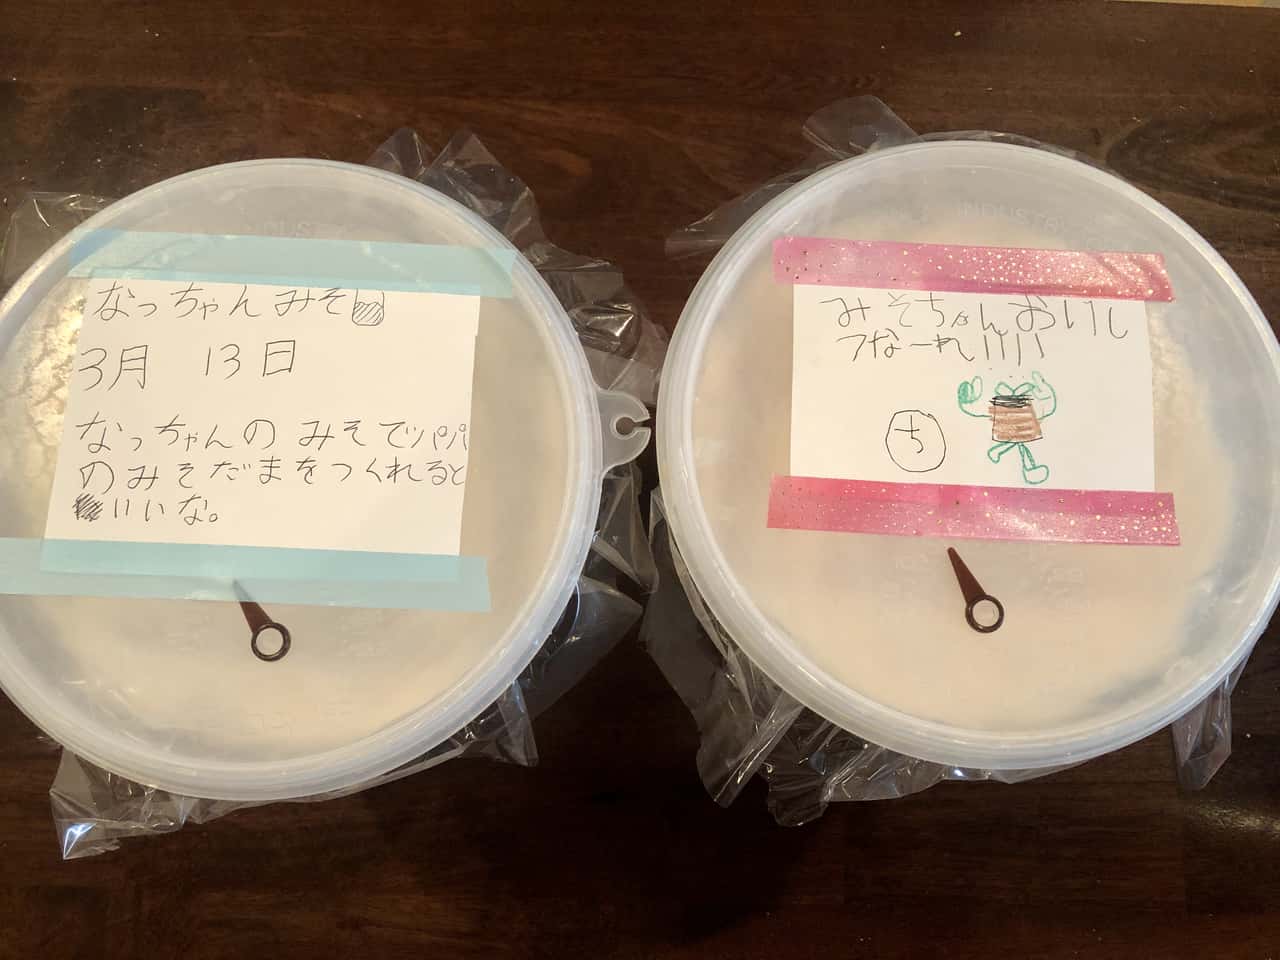 なっちゃんみそ
3月 13日
なっちゃんの みそでパパ
のみそだまをつくれると
いいな。
みそちゃんおいし
くなーれ!!!!
ち
INDUSTR
INDUSTR